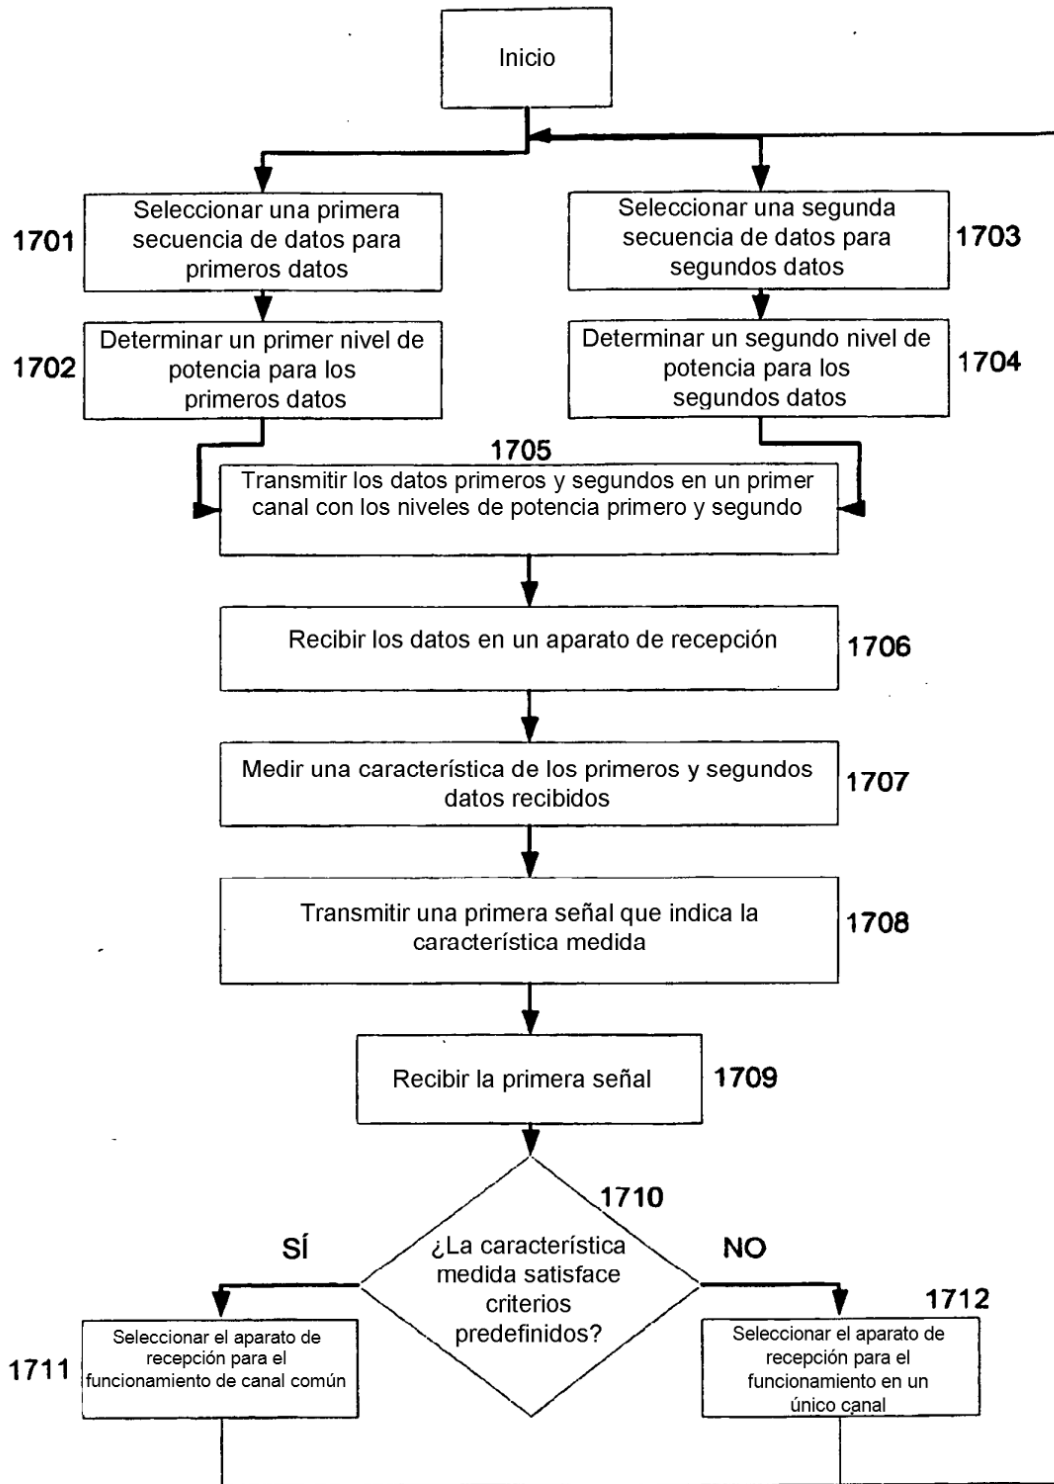 Inicio
1701
Seleccionar una primera
secuencia de datos para
primeros datos
Seleccionar una segunda
secuencia de datos para
segundos datos
1703
1702
Determinar un primer nivel de
potencia para los
primeros datos
Determinar un segundo nivel de
potencia para los
segundos datos
1704
1705
Transmitir los datos primeros y segundos en un primer
canal con los niveles de potencia primero y segundo
Recibir los datos en un aparato de recepción
1706
Medir una característica de los primeros y segundos
datos recibidos
1707
Transmitir una primera señal que indica la
característica medida
1708
Recibir la primera señal
1709
1710
¿La característica
medida satisface
criterios
predefinidos?
SÍ
NO
1711
Seleccionar el aparato de
recepción para el
funcionamiento de canal común
1712
Seleccionar el aparato de
recepción para el
funcionamiento en un
único canal